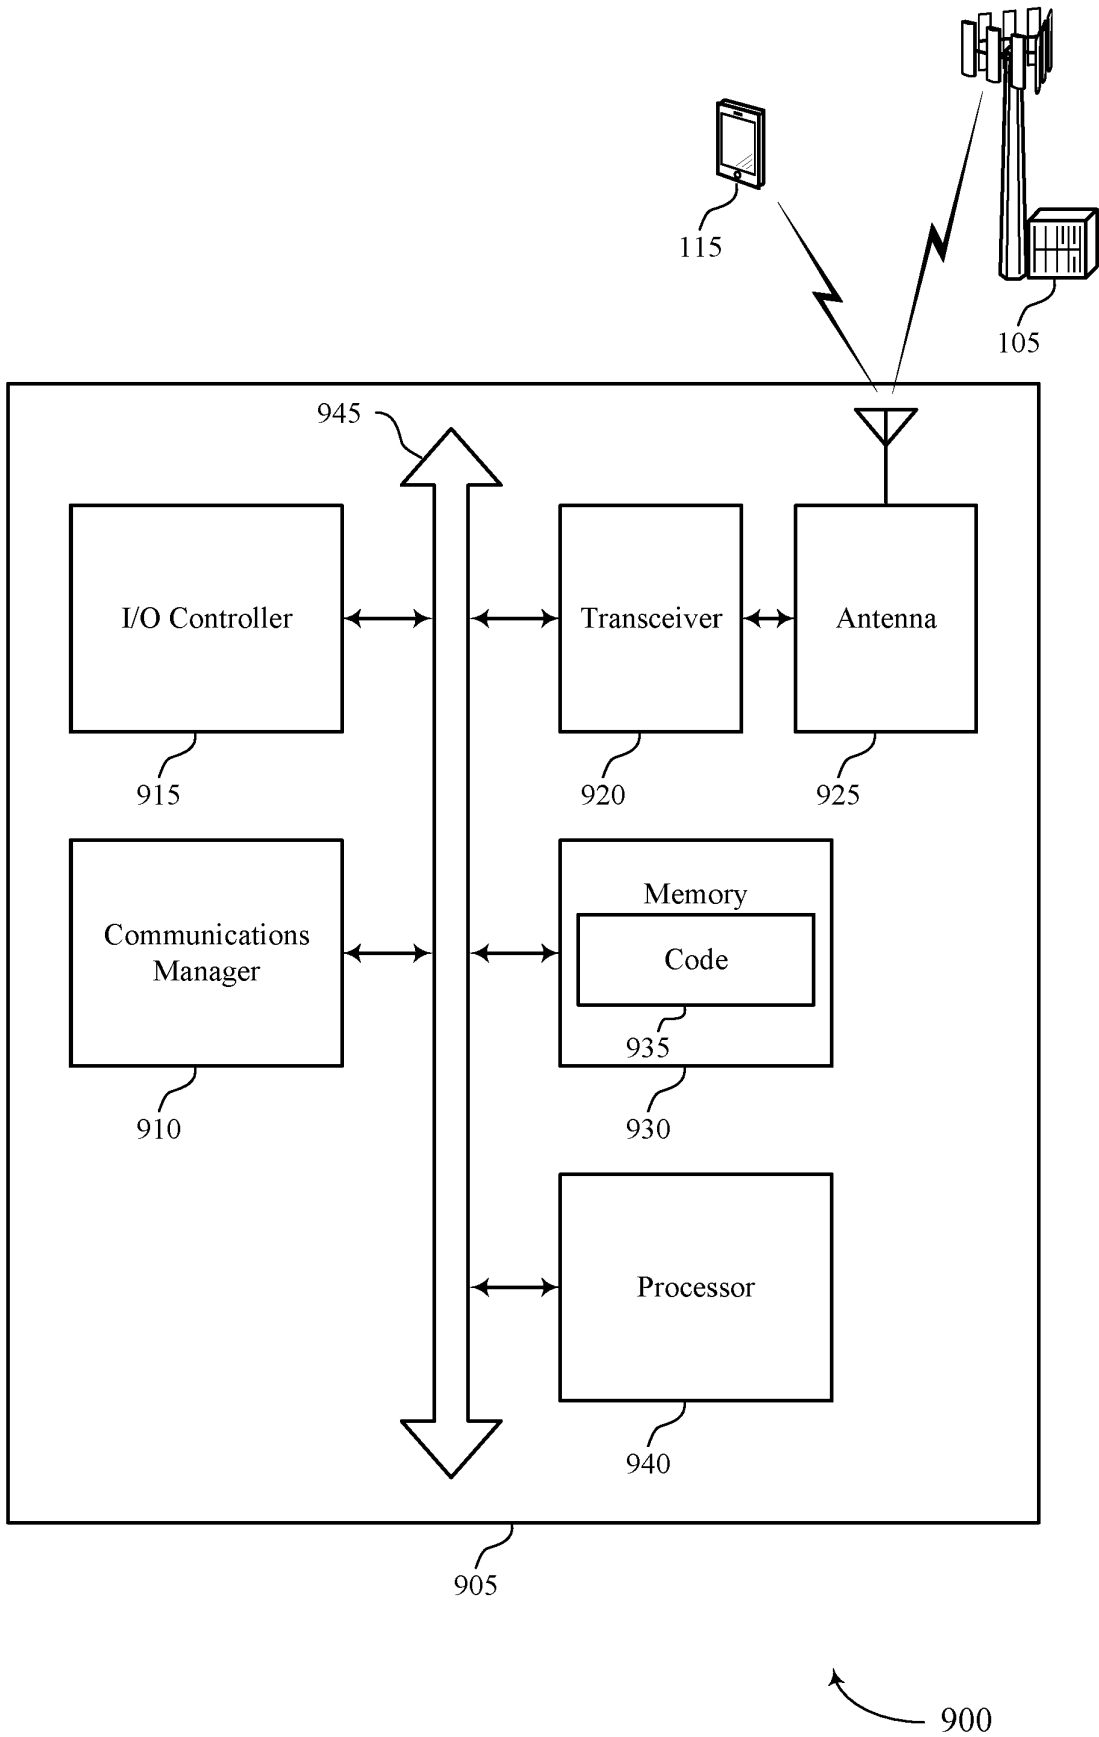 115
105
945
I/O Controller
Transceiver
Antenna
915
920
925
Communications
Manager
Memory
Code
935
910
930
Processor
940
905
900